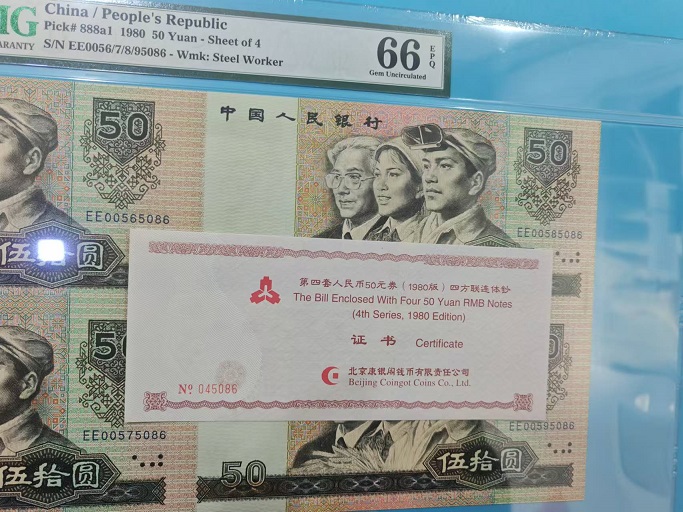 MG
GUARANTY
China / People's Republic
Pick# 888a1 1980 50 Yuan - Sheet of 4
S/N EE0056/7/8/95086 - Wmk: Steel Worker
66
EPQ
Gem Uncirculated
50
中国人民银行
50
EE00565086
EE00585086
伍拾圆
第四套人民币50元券（1980版）四方联连体钞
The Bill Enclosed With Four 50 Yuan RMB Notes
(4th Series, 1980 Edition)
证书 Certificate
北京康银阁钱币有限责任公司
Beijing Coingot Coins Co., Ltd.
No 045086
5
EE00575086
EE00595086
伍拾圆
50
伍拾圆